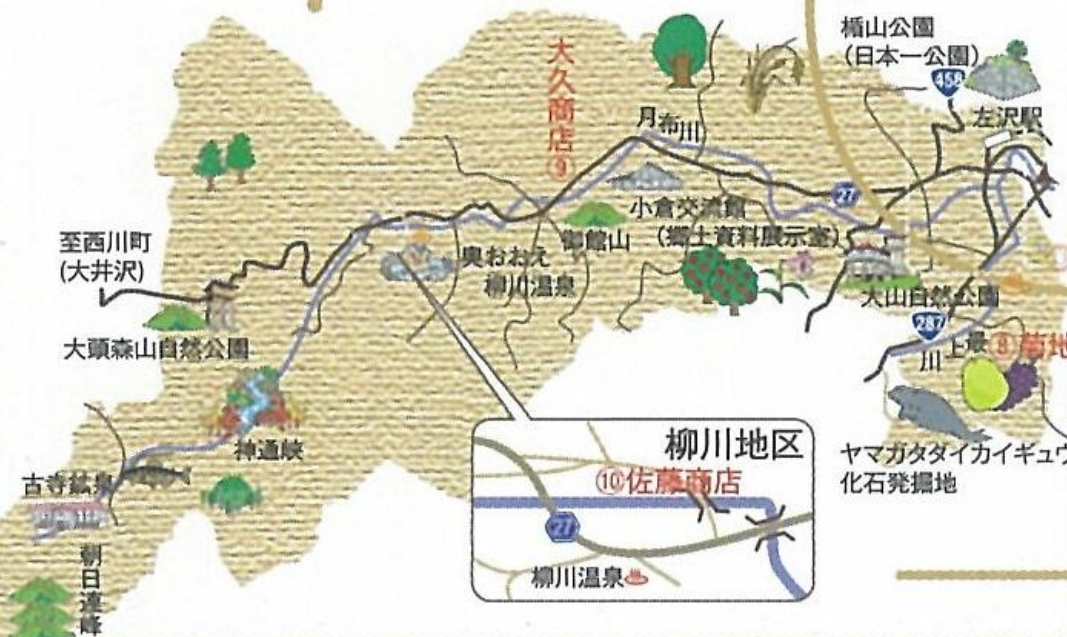 楯山公園
(日本一公園)
458
左沢駅
大久商店⑨
月布川
27
小倉交流館
(郷土資料展示室)
御館山
奥おおえ
柳川温泉
至西川町
(大井沢)
大頭森山自然公園
大山自然公園
287
最上川
⑧菊地
神通峡
古寺鉱泉
朝日連峰
ヤマガタダイカイギュウ
化石発掘地
柳川地区
⑩佐藤商店
27
柳川温泉